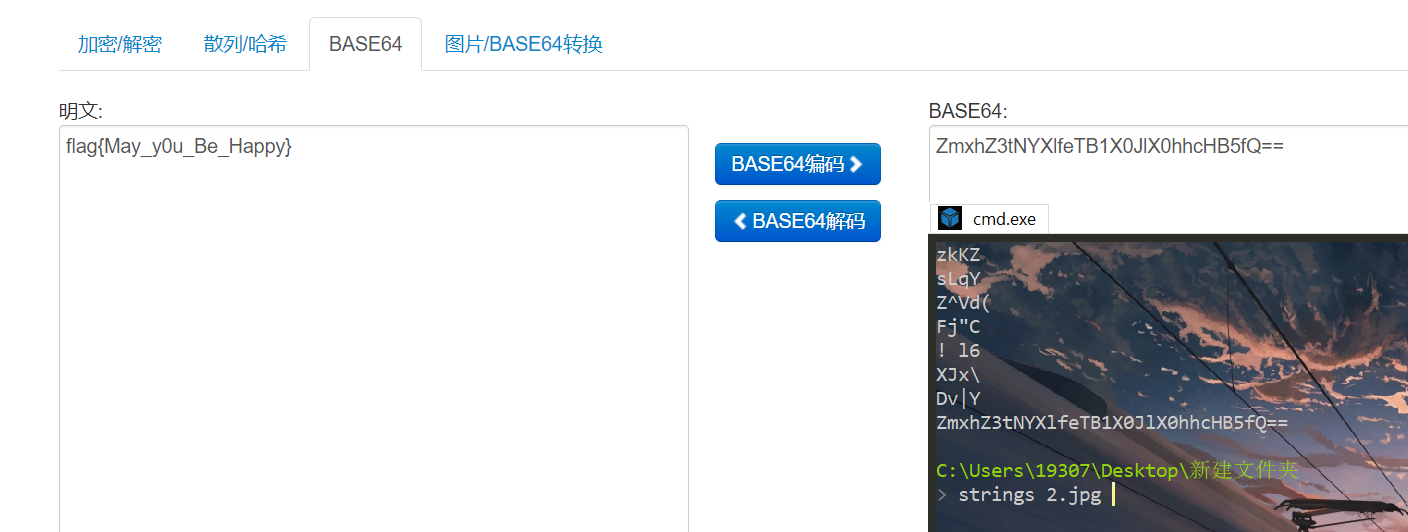 加密/解密 散列/哈希 BASE64 图片/BASE64转换
明文:
flag{May_y0u_Be_Happy}
BASE64编码
BASE64解码
BASE64:
ZmxhZ3tNYXlfeTB1X0JlX0hhcHB5fQ==
cmd.exe
zkKZ
sLqY
Z^Vd(
Fj"C
! l6
XJx\
Dv|Y
ZmxhZ3tNYXlfeTB1X0JlX0hhcHB5fQ==
C:\Users\19307\Desktop\新建文件夹
> strings 2.jpg